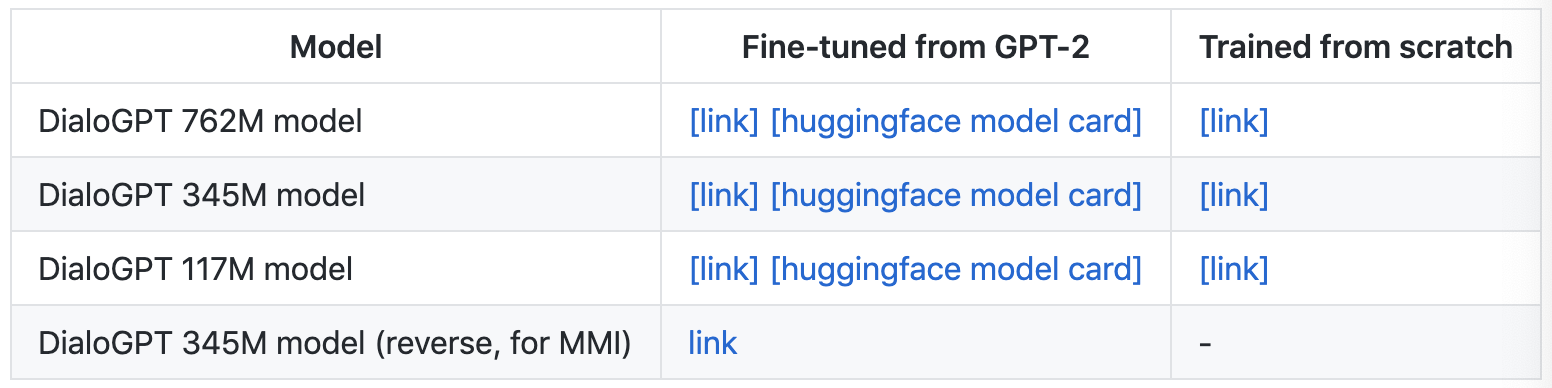 Model Fine-tuned from GPT-2 Trained from scratch
DialoGPT 762M model [link] [huggingface model card] [link]
DialoGPT 345M model [link] [huggingface model card] [link]
DialoGPT 117M model [link] [huggingface model card] [link]
DialoGPT 345M model (reverse, for MMI) link -